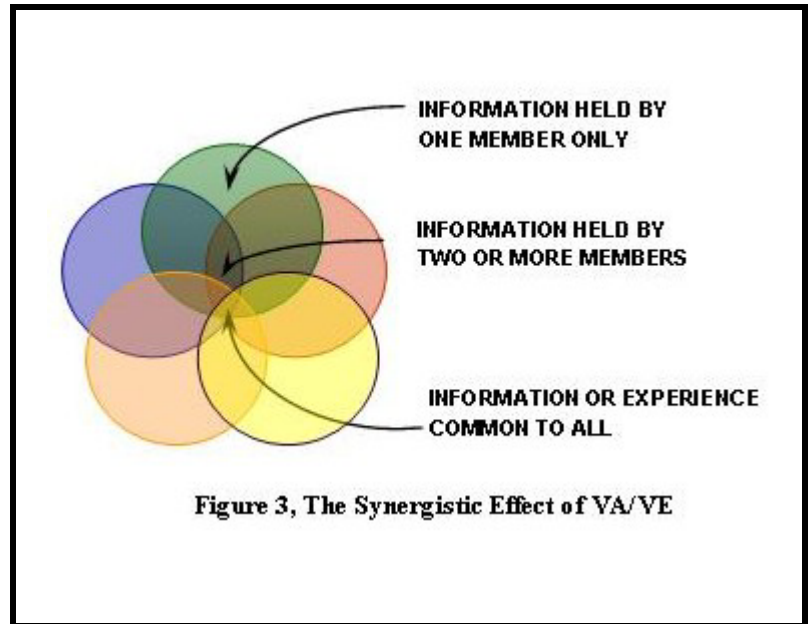 INFORMATION HELD BY
ONE MEMBER ONLY
INFORMATION HELD BY
TWO OR MORE MEMBERS
INFORMATION OR EXPERIENCE
COMMON TO ALL
Figure 3, The Synergistic Effect of VA/VE